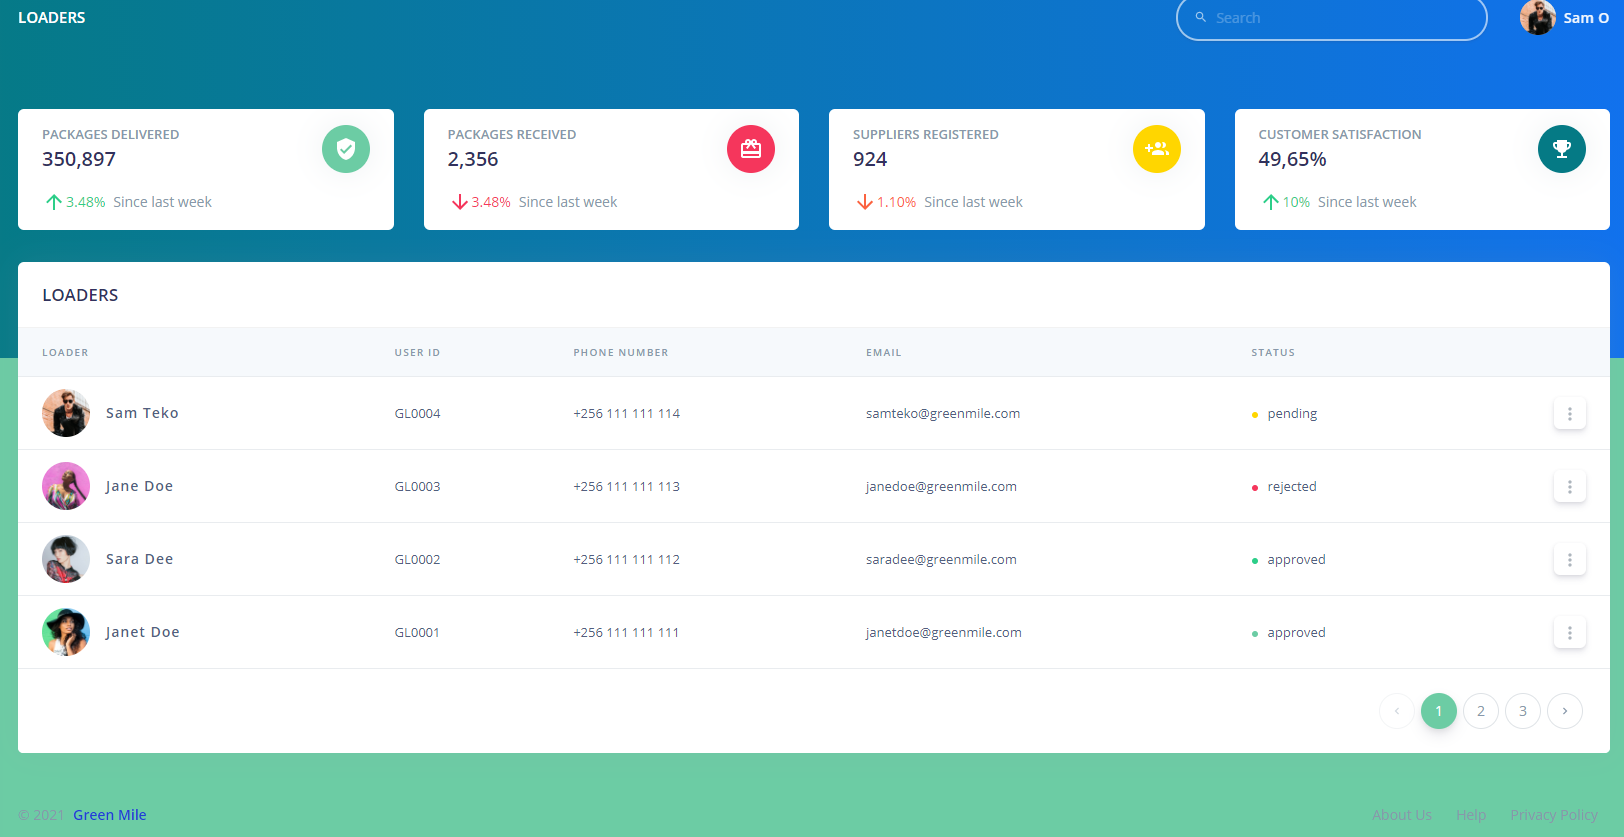 LOADERS
Search
Sam O
PACKAGES DELIVERED
350,897
3.48% Since last week
PACKAGES RECEIVED
2,356
3.48% Since last week
SUPPLIERS REGISTERED
924
1.10% Since last week
CUSTOMER SATISFACTION
49,65%
10% Since last week
LOADERS
LOADER USER ID PHONE NUMBER EMAIL STATUS
Sam Teko GL0004 +256 111 111 114 samteko@greenmile.com pending
Jane Doe GL0003 +256 111 111 113 janedoe@greenmile.com rejected
Sara Dee GL0002 +256 111 111 112 saradee@greenmile.com approved
Janet Doe GL0001 +256 111 111 111 janetdoe@greenmile.com approved
1 2 3
© 2021 Green Mile
About Us Help Privacy Policy